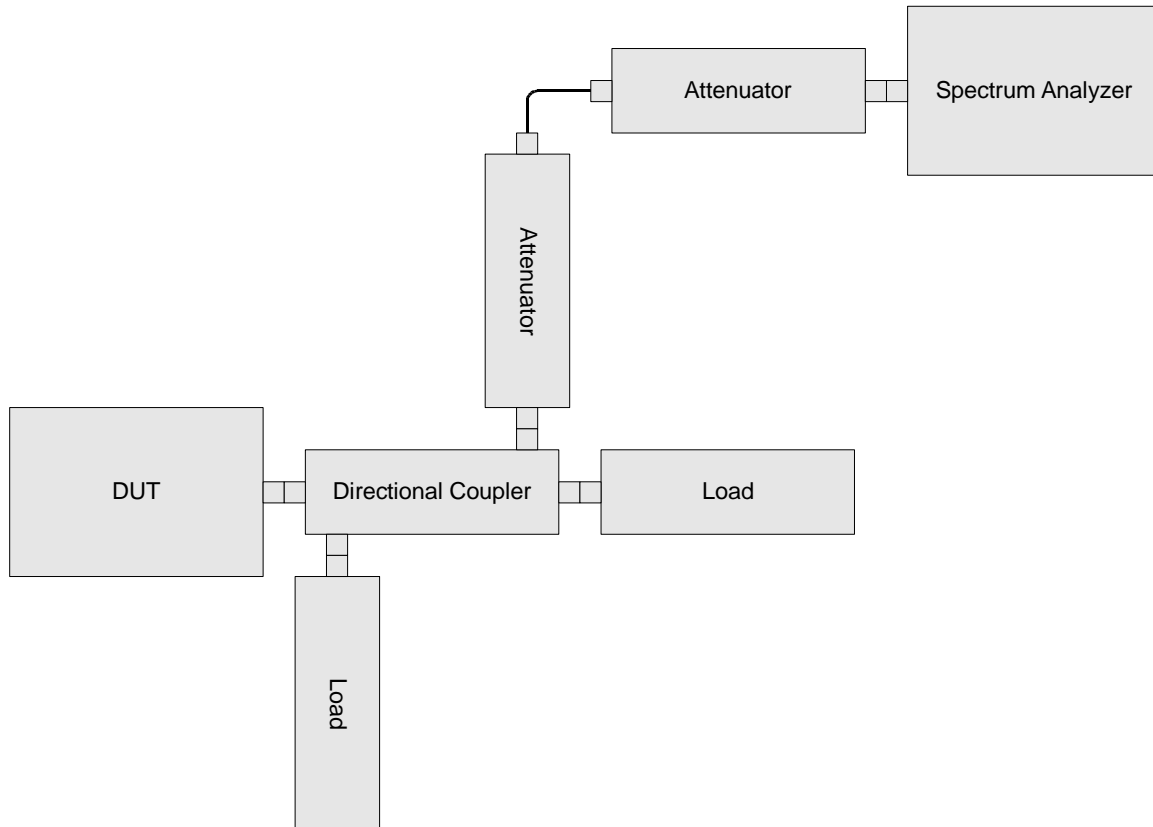 Attenuator
Spectrum Analyzer
Attenuator
DUT
Directional Coupler
Load
Load